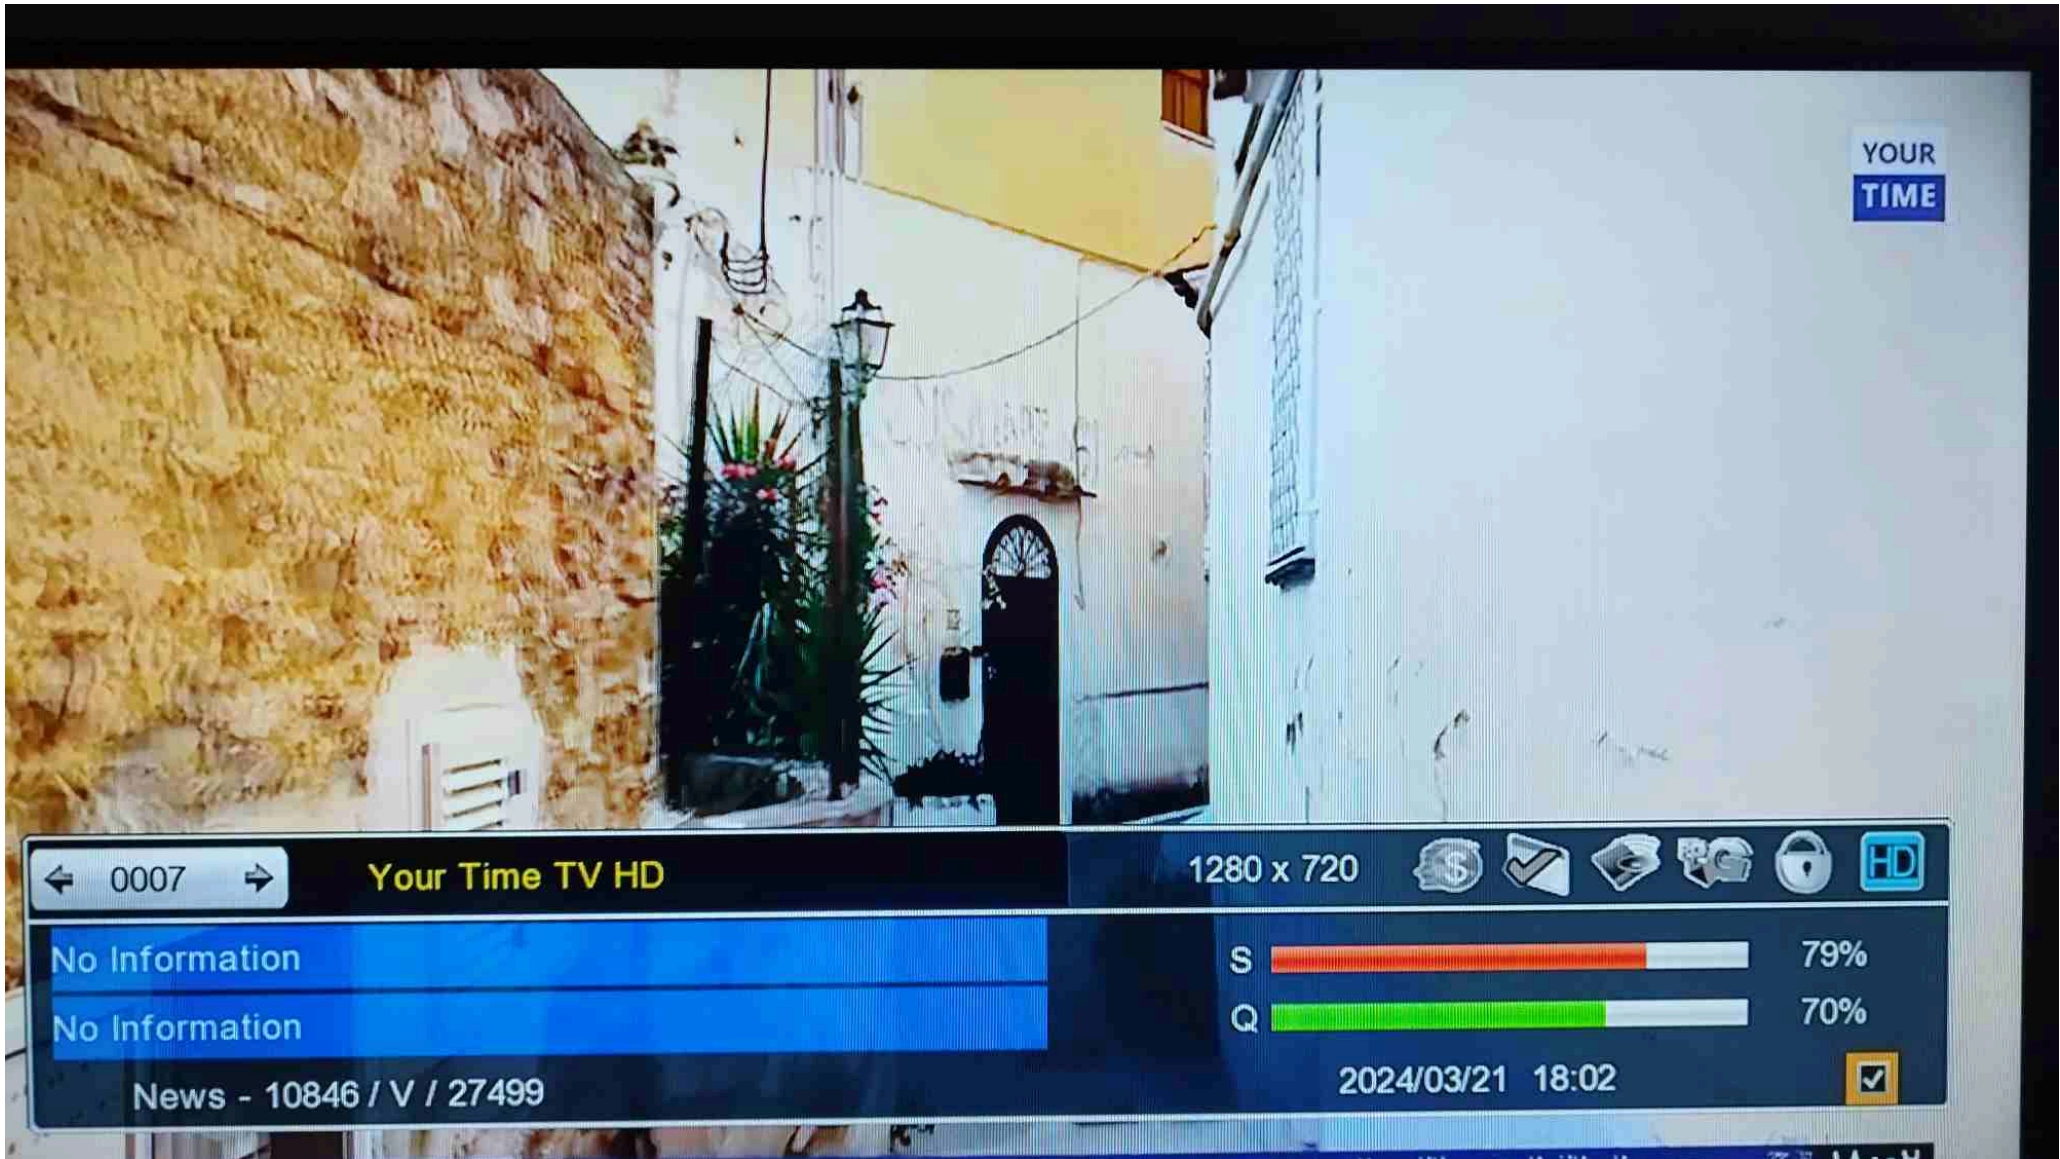 YOUR
TIME
0007
Your Time TV HD
1280 x 720
$
HD
No Information
S
79%
No Information
Q
70%
2024/03/21 18:02
News - 10846 / V / 27499